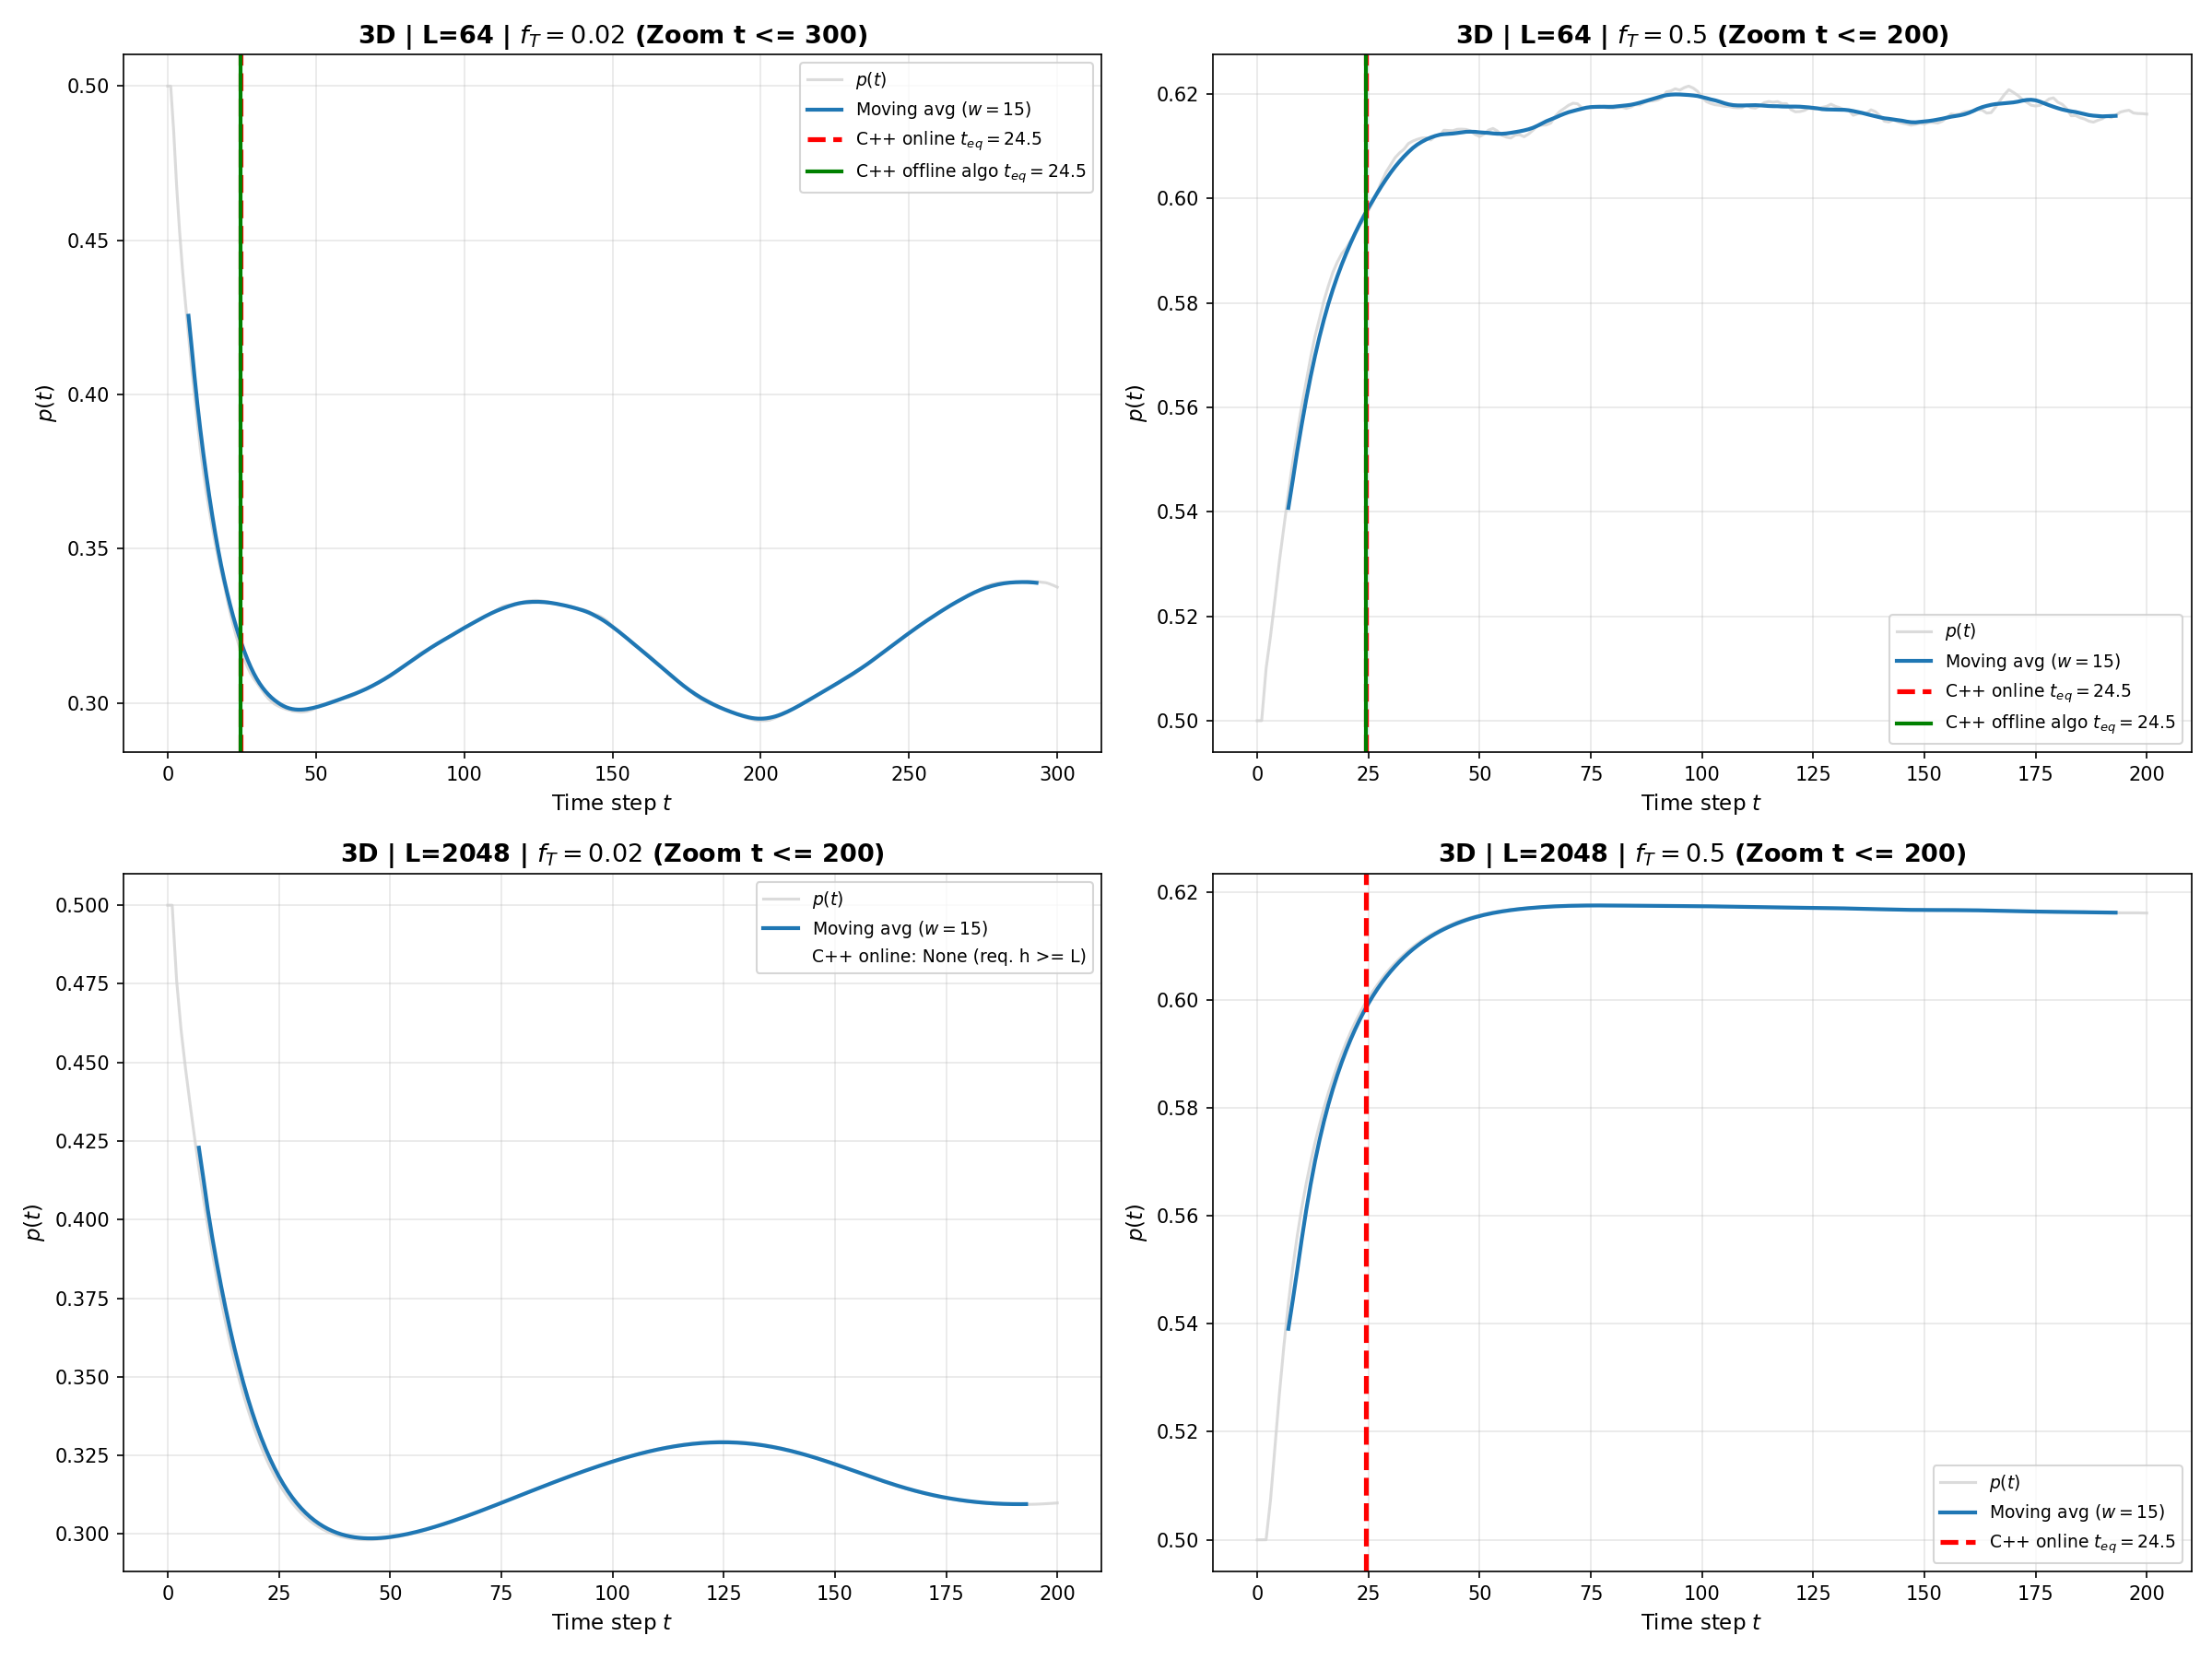 3D | L=64 | f_T = 0.02 (Zoom t <= 300)
p(t)
Moving avg (w = 15)
C++ online t_eq = 24.5
C++ offline algo t_eq = 24.5
0.50
0.45
0.40
0.35
0.30
p(t)
0 50 100 150 200 250 300
Time step t
3D | L=64 | f_T = 0.5 (Zoom t <= 200)
0.62
0.60
0.58
0.56
0.54
0.52
0.50
p(t)
p(t)
Moving avg (w = 15)
C++ online t_eq = 24.5
C++ offline algo t_eq = 24.5
0 25 50 75 100 125 150 175 200
Time step t
3D | L=2048 | f_T = 0.02 (Zoom t <= 200)
p(t)
Moving avg (w = 15)
C++ online: None (req. h >= L)
0.500
0.475
0.450
0.425
0.400
0.375
0.350
0.325
0.300
p(t)
0 25 50 75 100 125 150 175 200
Time step t
3D | L=2048 | f_T = 0.5 (Zoom t <= 200)
0.62
0.60
0.58
0.56
0.54
0.52
0.50
p(t)
p(t)
Moving avg (w = 15)
C++ online t_eq = 24.5
0 25 50 75 100 125 150 175 200
Time step t